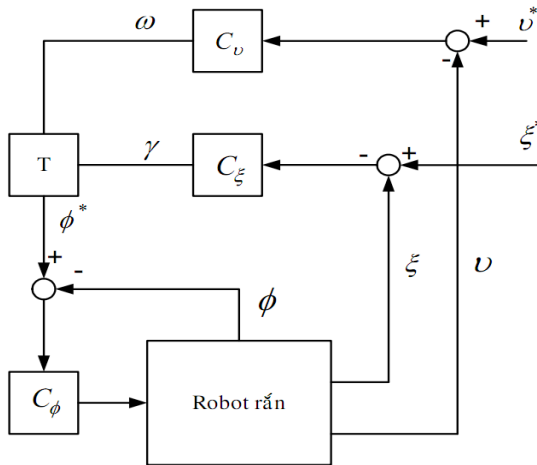 ω
C_υ
+
υ*
-
T
γ
C_ξ
-
+
ξ*
ϕ*
+
-
ϕ
ξ
υ
C_ϕ
Robot rắn